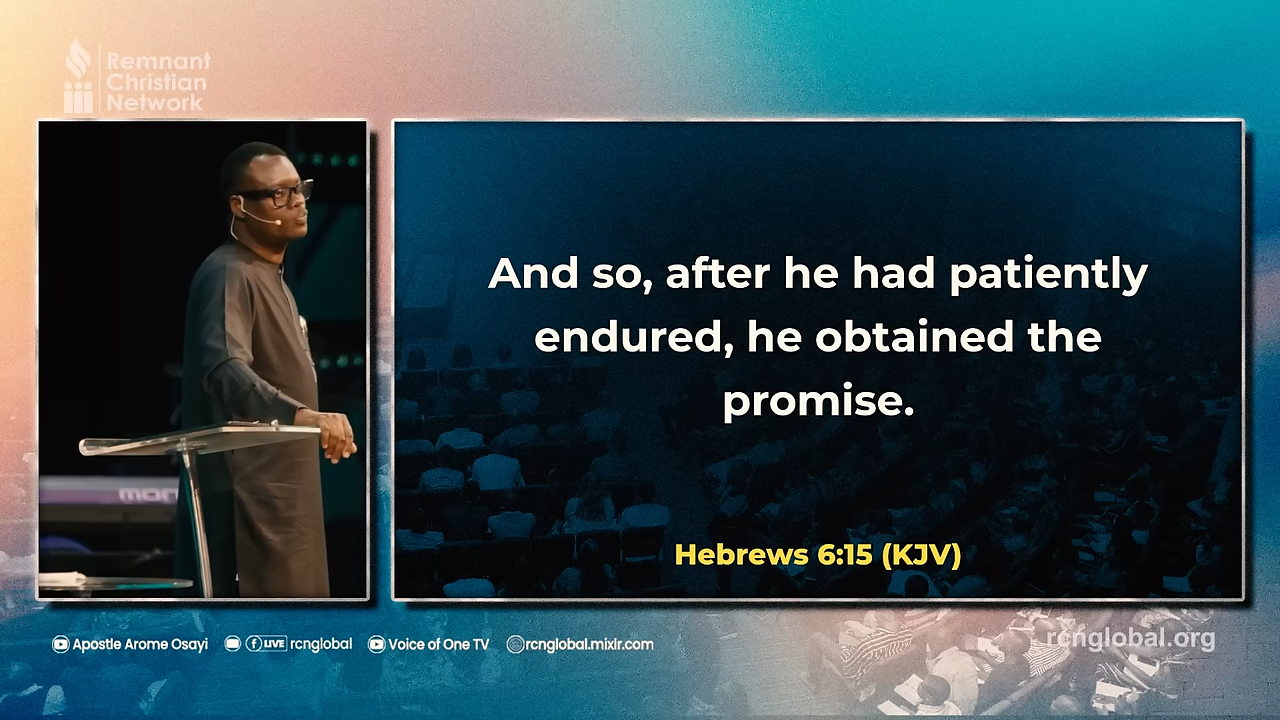 Remnant
Christian
Network
And so, after he had patiently
endured, he obtained the
promise.
Hebrews 6:15 (KJV)
Apostle Arome Osayi
LIVE rcnglobal
Voice of One TV
rcnglobal.mixlr.com
rcnglobal.org